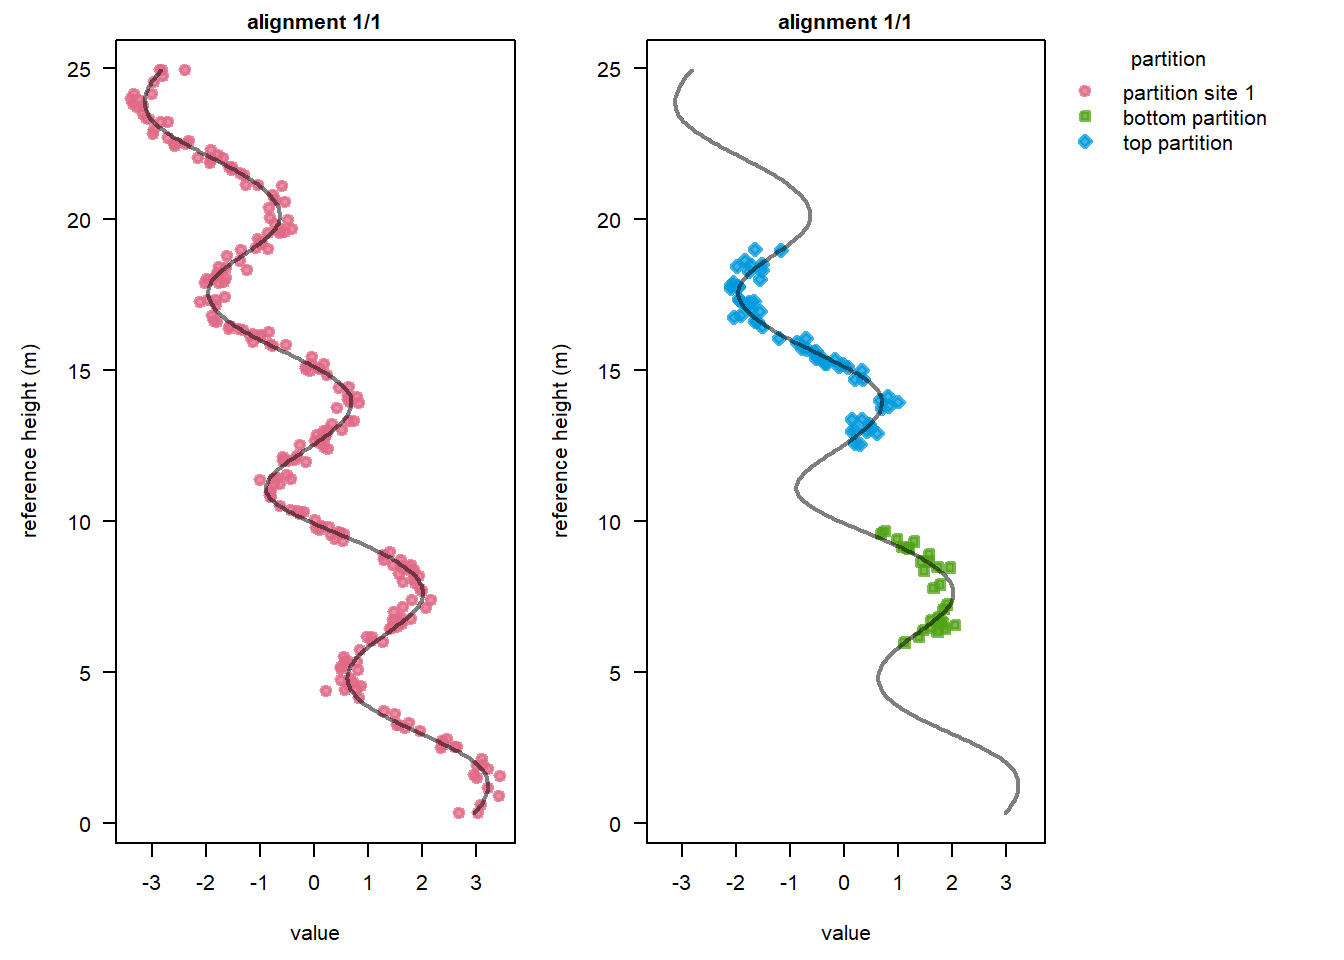 alignment 1/1
25
20
15
10
5
0
-3 -2 -1 0 1 2 3
value
reference height (m)
alignment 1/1
25
20
15
10
5
0
-3 -2 -1 0 1 2 3
value
reference height (m)
partition
partition site 1
bottom partition
top partition